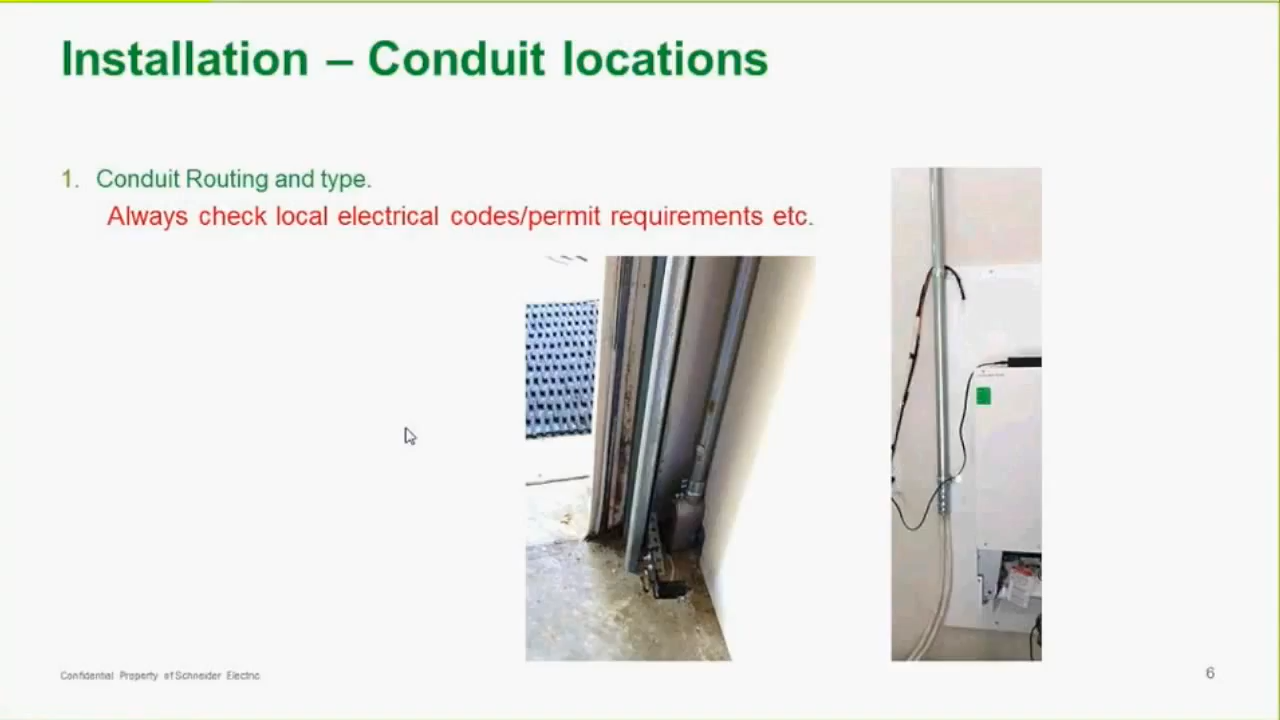 Installation – Conduit locations
1. Conduit Routing and type.
Always check local electrical codes/permit requirements etc.
Confidential Property of Schneider Electric
6